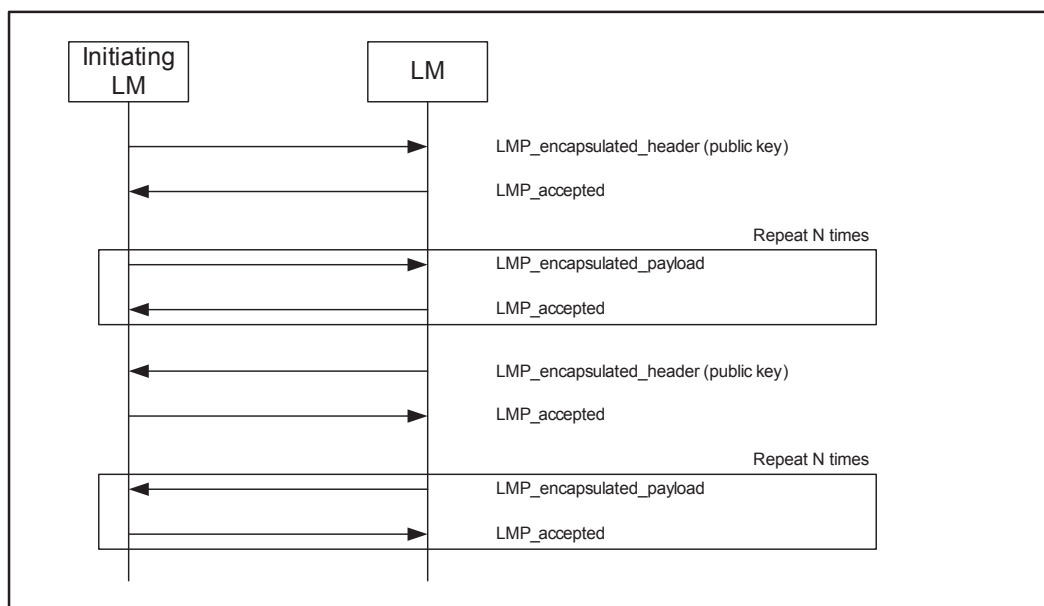 Initiating
LM
LM
LMP_encapsulated_header (public key)
LMP_accepted
Repeat N times
LMP_encapsulated_payload
LMP_accepted
LMP_encapsulated_header (public key)
LMP_accepted
Repeat N times
LMP_encapsulated_payload
LMP_accepted